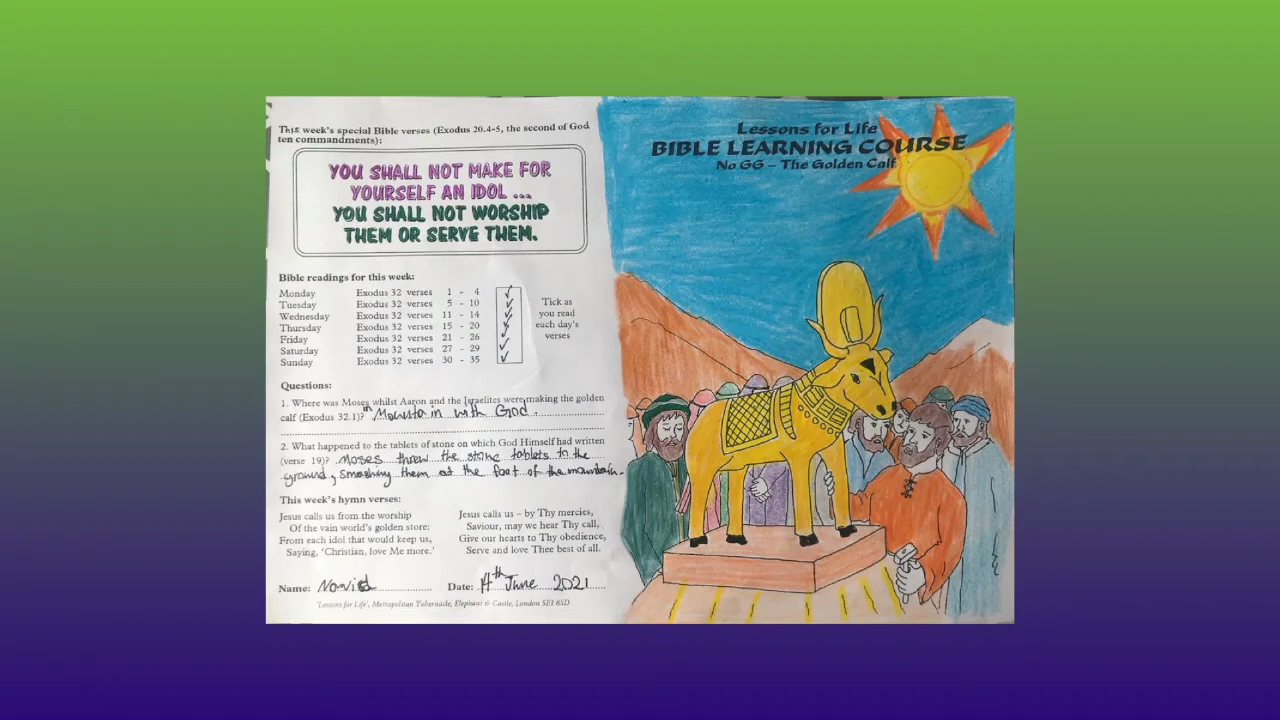 This week's special Bible verses (Exodus 20.4-5, the second of God
ten commandments):
YOU SHALL NOT MAKE FOR
YOURSELF AN IDOL ...
YOU SHALL NOT WORSHIP
THEM OR SERVE THEM.
Bible readings for this week:
Monday Exodus 32 verses 1 - 4
Tuesday Exodus 32 verses 5 - 10
Wednesday Exodus 32 verses 11 - 14
Thursday Exodus 32 verses 15 - 20
Friday Exodus 32 verses 21 - 26
Saturday Exodus 32 verses 27 - 29
Sunday Exodus 32 verses 30 - 35
Tick as
you read
each day's
verses
Questions:
1. Where was Moses whilst Aaron and the Israelites were making the golden
calf (Exodus 32.1)? in Mountain with God.
2. What happened to the tablets of stone on which God Himself had written
(verse 19)? Moses threw the stone tablets to the
ground, smashing them at the foot of the mountain.
This week's hymn verses:
Jesus calls us from the worship
Of the vain world's golden store:
From each idol that would keep us,
Saying, 'Christian, love Me more.'
Jesus calls us – by Thy mercies,
Saviour, may we hear Thy call,
Give our hearts to Thy obedience,
Serve and love Thee best of all.
Name: Navid Date: 4th June 2021
'Lessons for Life', Metropolitan Tabernacle, Elephant & Castle, London SE1 6SD
Lessons for Life
BIBLE LEARNING COURSE
No GG – The Golden Calf